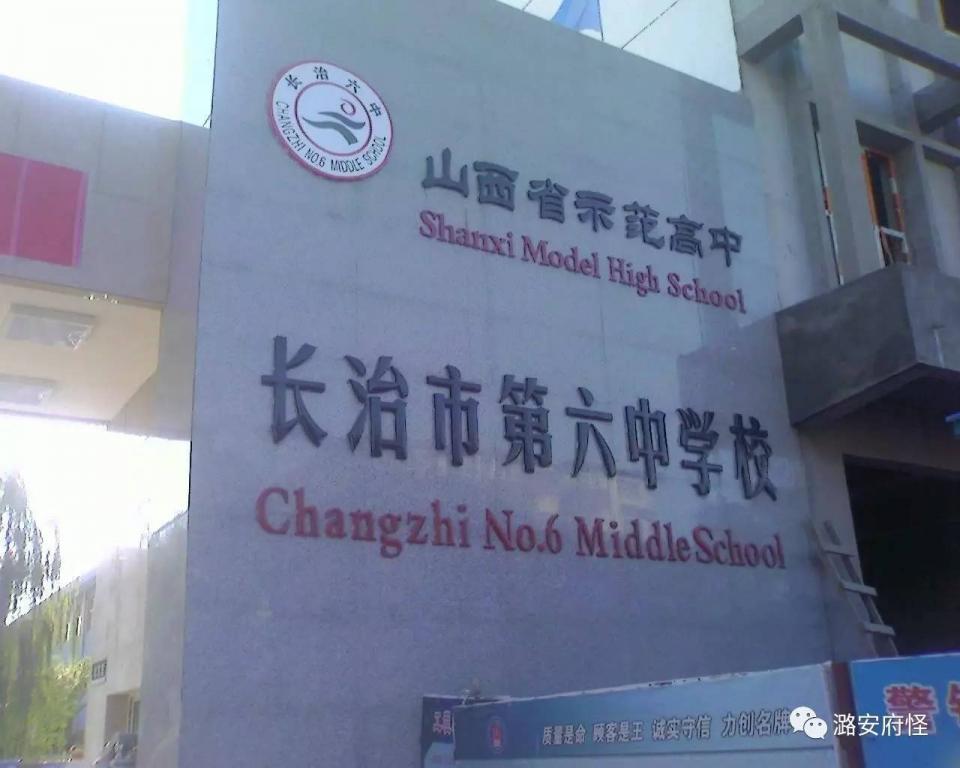 长治六中
CHANGZHI NO.6 MIDDLE SCHOOL
山西省示范高中
Shanxi Model High School
长治市第六中学校
Changzhi No.6 Middle School
质量是命 顾客是王 诚实守信 力创名牌
警
潞安府怪